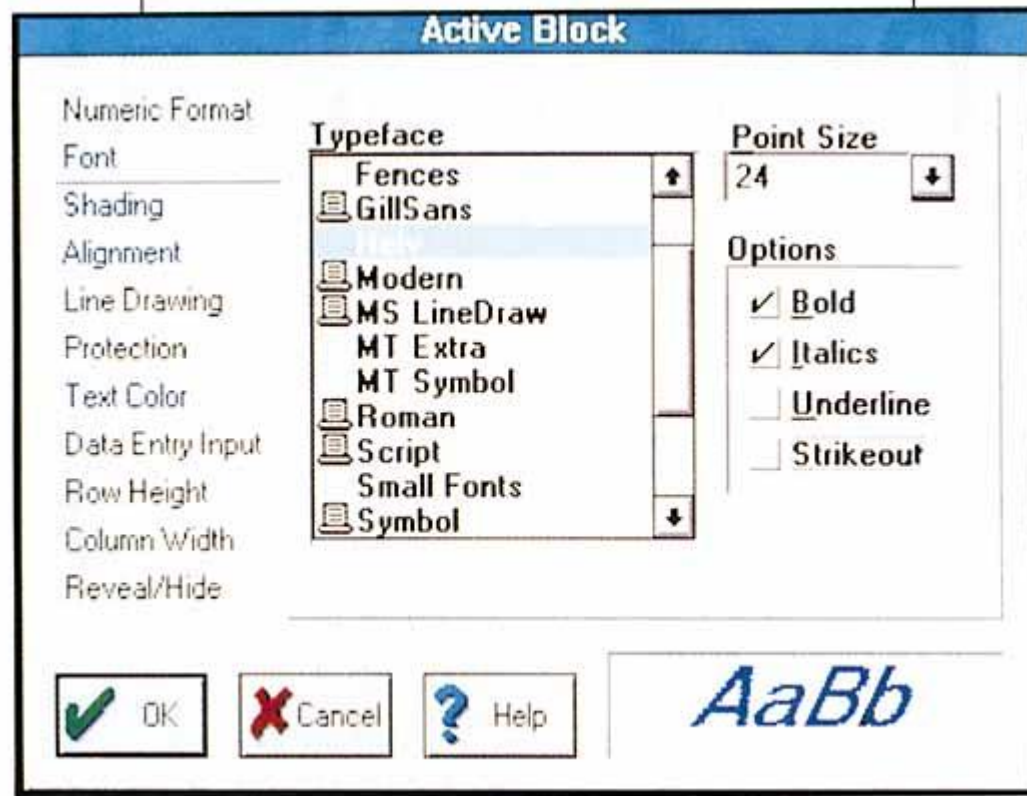 Active Block
Numeric Format
Font
Shading
Alignment
Line Drawing
Protection
Text Color
Data Entry Input
Row Height
Column Width
Reveal/Hide
Typeface
Fences
GillSans
Helv
Modern
MS LineDraw
MT Extra
MT Symbol
Roman
Script
Small Fonts
Symbol
Point Size
24
Options
Bold
Italics
Underline
Strikeout
OK
Cancel
Help
AaBb